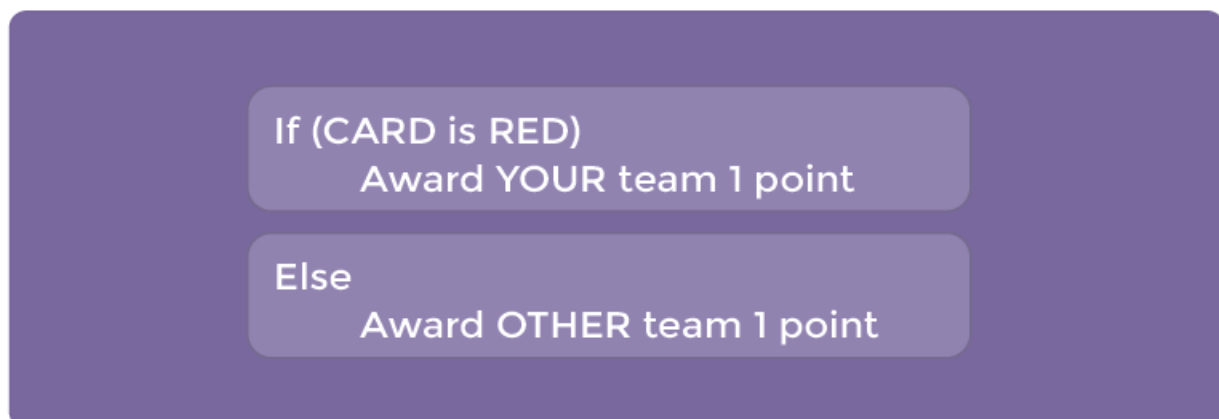 If (CARD is RED)
Award YOUR team 1 point
Else
Award OTHER team 1 point